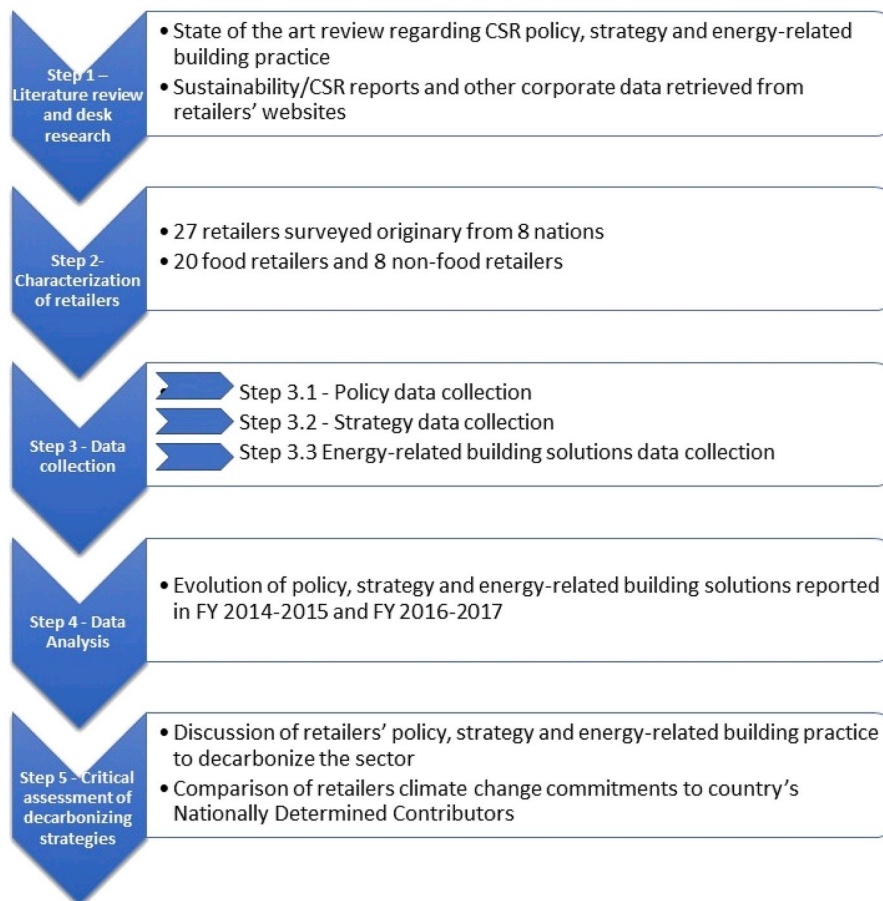 Step 1 –
Literature review
and desk
research
• State of the art review regarding CSR policy, strategy and energy-related
building practice
• Sustainability/CSR reports and other corporate data retrieved from
retailers’ websites
Step 2-
Characterization
of retailers
• 27 retailers surveyed originary from 8 nations
• 20 food retailers and 8 non-food retailers
Step 3 - Data
collection
Step 3.1 - Policy data collection
Step 3.2 - Strategy data collection
Step 3.3 Energy-related building solutions data collection
Step 4 - Data
Analysis
• Evolution of policy, strategy and energy-related building solutions reported
in FY 2014-2015 and FY 2016-2017
Step 5 - Critical
assessment of
decarbonizing
strategies
• Discussion of retailers’ policy, strategy and energy-related building practice
to decarbonize the sector
• Comparison of retailers climate change commitments to country’s
Nationally Determined Contributors